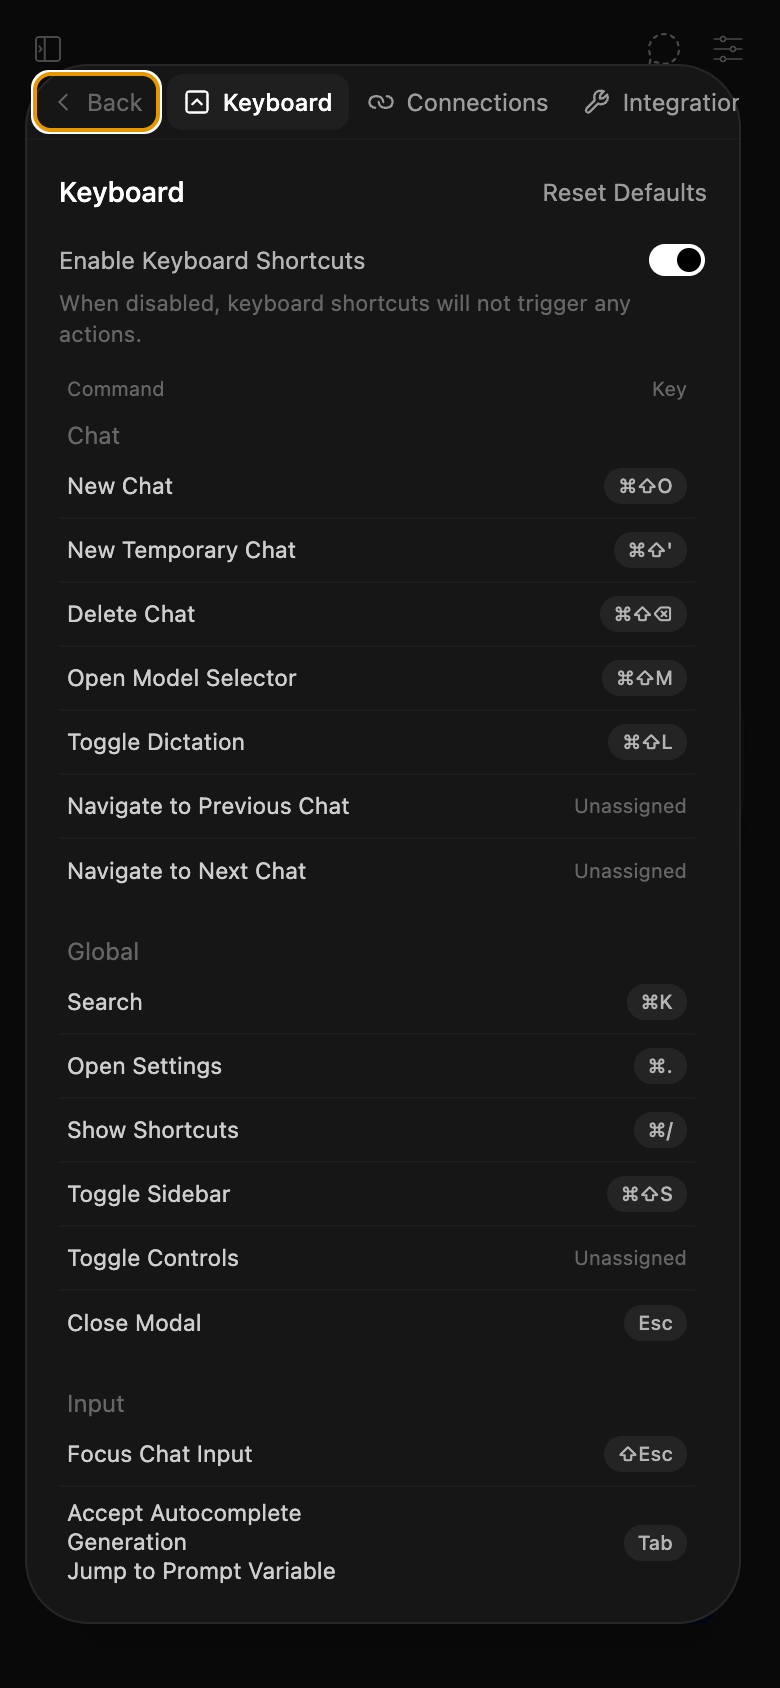 Back
Keyboard
Connections
Integration
Keyboard
Reset Defaults
Enable Keyboard Shortcuts
When disabled, keyboard shortcuts will not trigger any
actions.
Command
Key
Chat
New Chat
⌘⇧O
New Temporary Chat
⌘⇧'
Delete Chat
⌘⇧⌫
Open Model Selector
⌘⇧M
Toggle Dictation
⌘⇧L
Navigate to Previous Chat
Unassigned
Navigate to Next Chat
Unassigned
Global
Search
⌘K
Open Settings
⌘.
Show Shortcuts
⌘/
Toggle Sidebar
⌘⇧S
Toggle Controls
Unassigned
Close Modal
Esc
Input
Focus Chat Input
⇧Esc
Accept Autocomplete
Generation
Jump to Prompt Variable
Tab